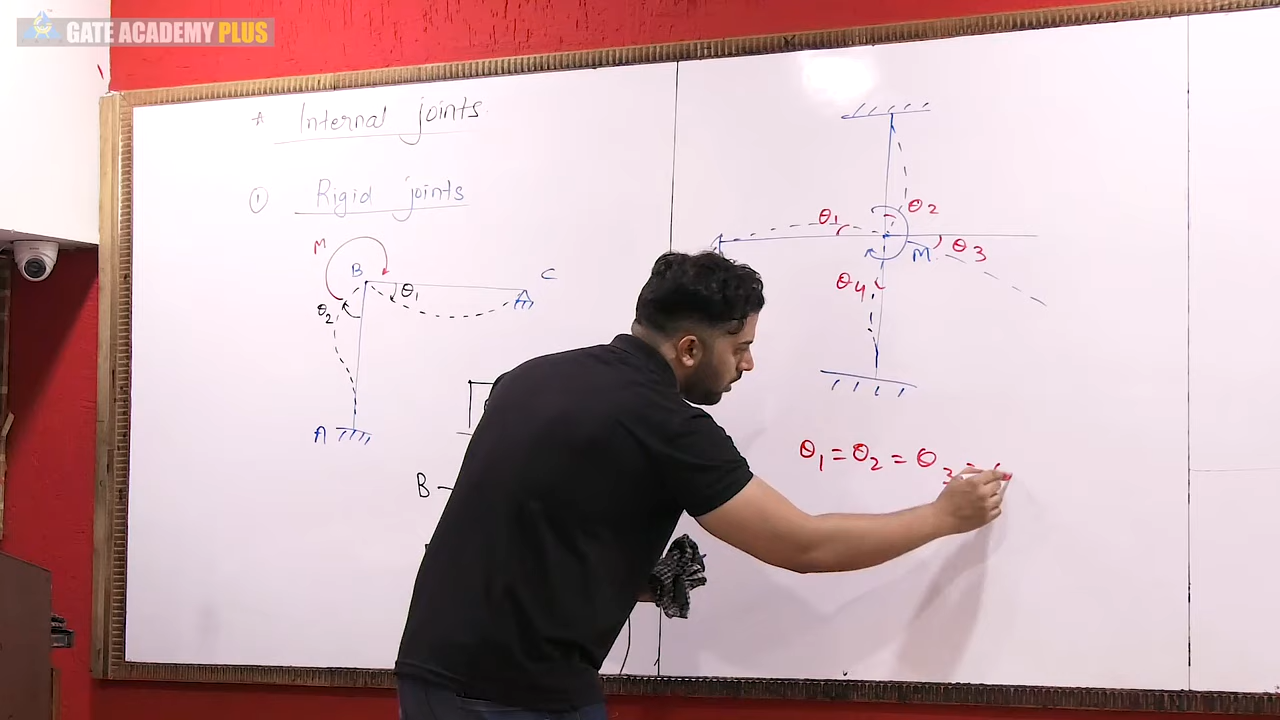 GATE ACADEMY PLUS
* Internal joints
① Rigid joints
M
B
C
θ1
θ2
A
B -
θ1
θ2
θ3
M
θ4
θ1 = θ2 = θ3 =